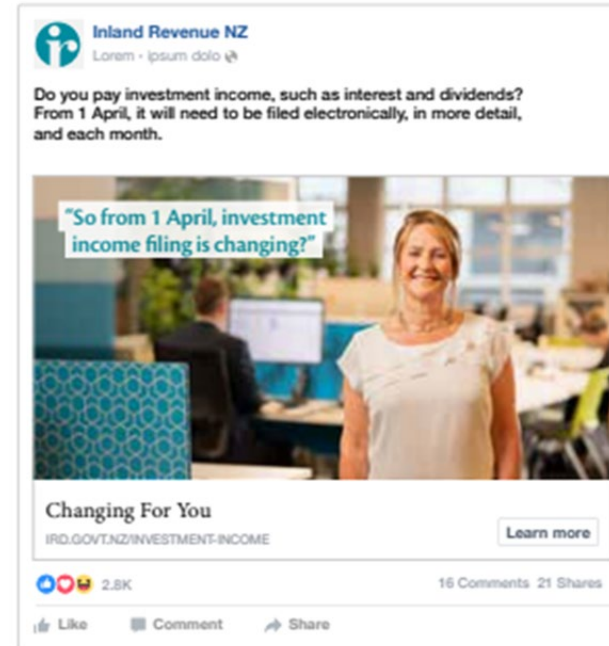 Inland Revenue NZ
Lorem · ipsum dolo
Do you pay investment income, such as interest and dividends?
From 1 April, it will need to be filed electronically, in more detail,
and each month.
"So from 1 April, investment
income filing is changing?"
Changing For You
IRD.GOVT.NZ/INVESTMENT-INCOME
Learn more
2.8K
16 Comments 21 Shares
Like Comment Share